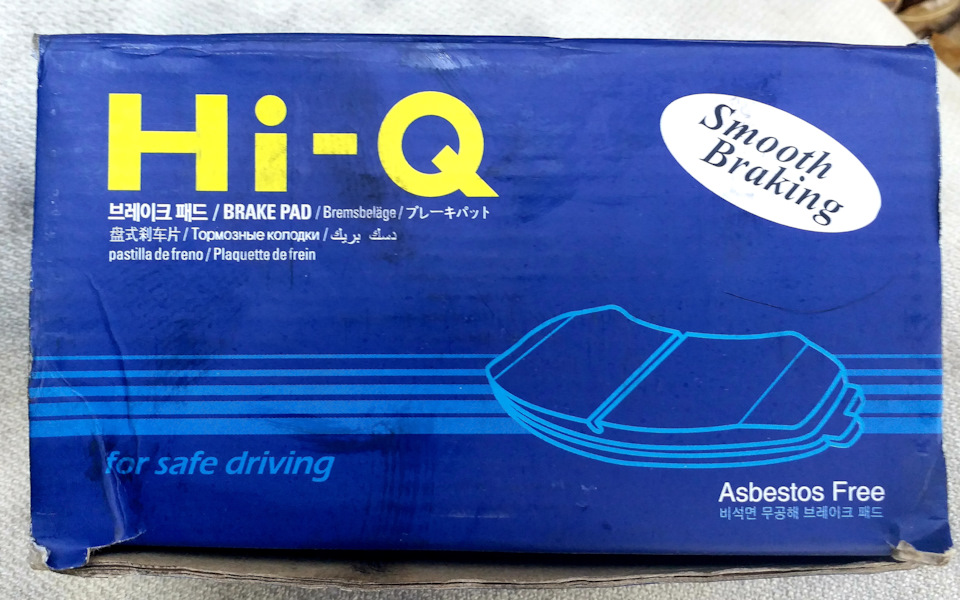 Hi-Q
Smooth
Braking
브레이크 패드 / BRAKE PAD / Bremsbeläge / ブレーキパット
盘式刹车片 / Тормозные колодки / دسك بريك
pastilla de freno / Plaquette de frein
for safe driving
Asbestos Free
비석면 무공해 브레이크 패드